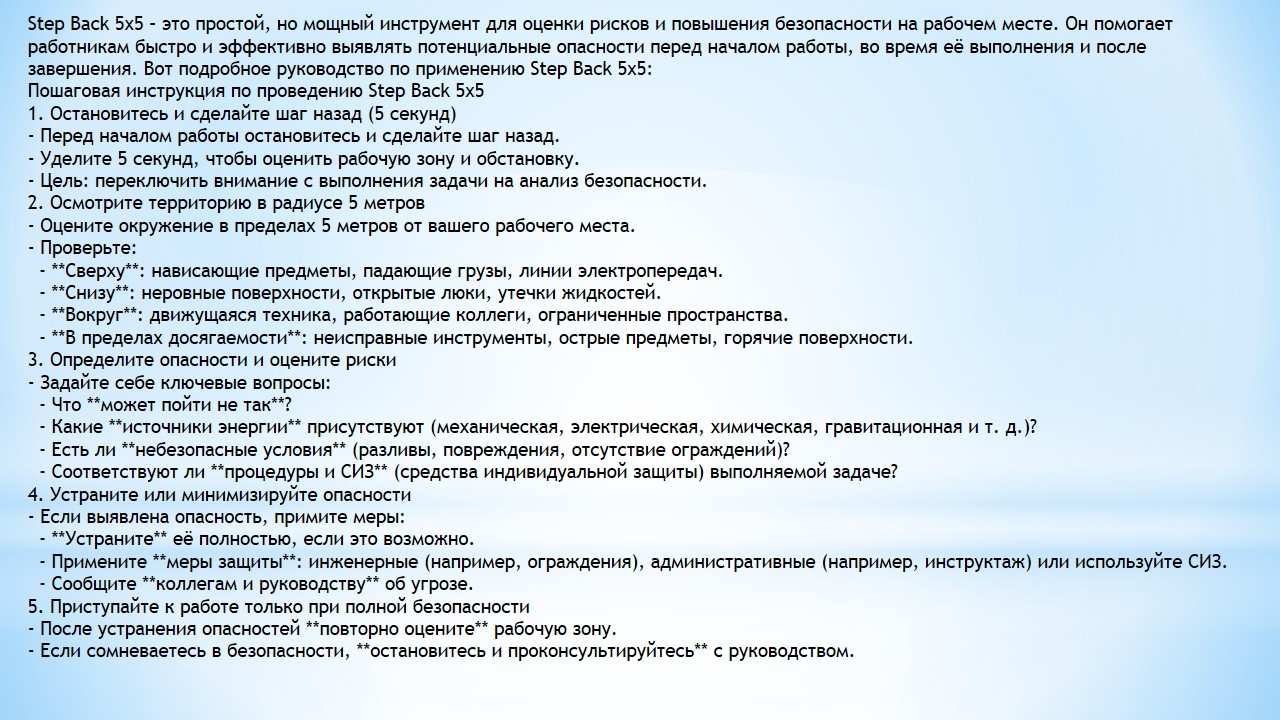 Step Back 5x5 – это простой, но мощный инструмент для оценки рисков и повышения безопасности на рабочем месте. Он помогает
работникам быстро и эффективно выявлять потенциальные опасности перед началом работы, во время её выполнения и после
завершения. Вот подробное руководство по применению Step Back 5x5:
Пошаговая инструкция по проведению Step Back 5x5
1. Остановитесь и сделайте шаг назад (5 секунд)
- Перед началом работы остановитесь и сделайте шаг назад.
- Уделите 5 секунд, чтобы оценить рабочую зону и обстановку.
- Цель: переключить внимание с выполнения задачи на анализ безопасности.
2. Осмотрите территорию в радиусе 5 метров
- Оцените окружение в пределах 5 метров от вашего рабочего места.
- Проверьте:
- **Сверху**: нависающие предметы, падающие грузы, линии электропередач.
- **Снизу**: неровные поверхности, открытые люки, утечки жидкостей.
- **Вокруг**: движущаяся техника, работающие коллеги, ограниченные пространства.
- **В пределах досягаемости**: неисправные инструменты, острые предметы, горячие поверхности.
3. Определите опасности и оцените риски
- Задайте себе ключевые вопросы:
- Что **может пойти не так**?
- Какие **источники энергии** присутствуют (механическая, электрическая, химическая, гравитационная и т. д.)?
- Есть ли **небезопасные условия** (разливы, повреждения, отсутствие ограждений)?
- Соответствуют ли **процедуры и СИЗ** (средства индивидуальной защиты) выполняемой задаче?
4. Устраните или минимизируйте опасности
- Если выявлена опасность, примите меры:
- **Устраните** её полностью, если это возможно.
- Примените **меры защиты**: инженерные (например, ограждения), административные (например, инструктаж) или используйте СИЗ.
- Сообщите **коллегам и руководству** об угрозе.
5. Приступайте к работе только при полной безопасности
- После устранения опасностей **повторно оцените** рабочую зону.
- Если сомневаетесь в безопасности, **остановитесь и проконсультируйтесь** с руководством.